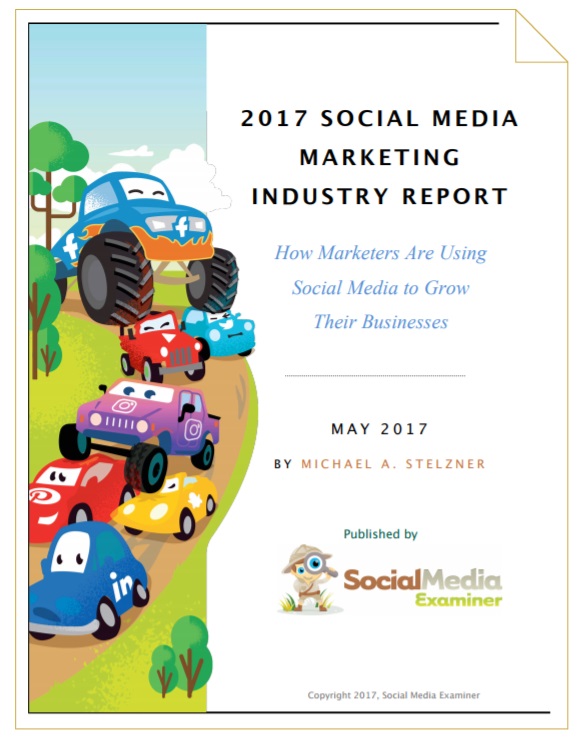 2017 SOCIAL MEDIA
MARKETING
INDUSTRY REPORT
How Marketers Are Using
Social Media to Grow
Their Businesses
MAY 2017
BY MICHAEL A. STELZNER
Published by
SocialMedia
Examiner
Copyright 2017, Social Media Examiner
f
f
in